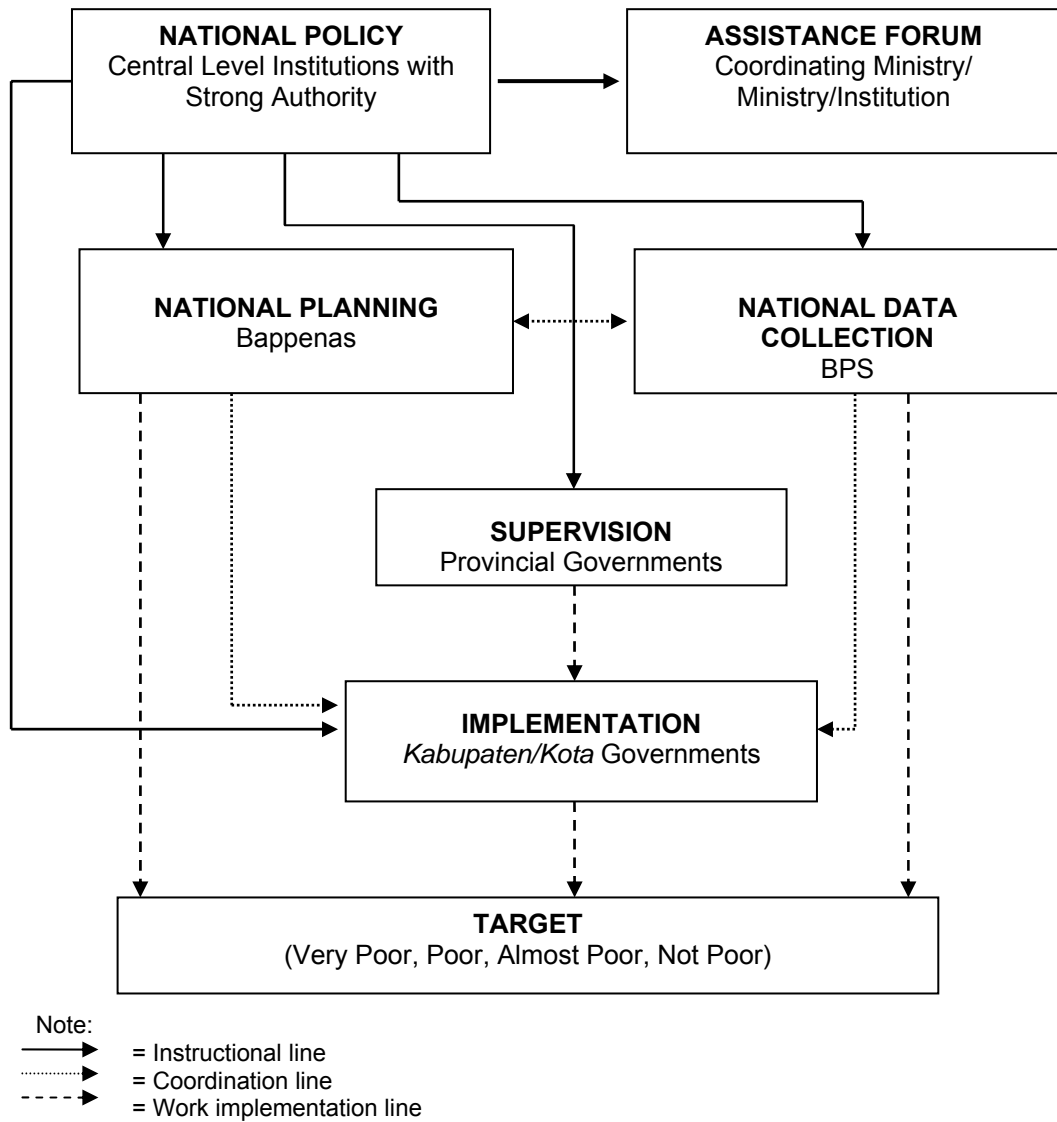 NATIONAL POLICY
Central Level Institutions with
Strong Authority
ASSISTANCE FORUM
Coordinating Ministry/
Ministry/Institution
NATIONAL PLANNING
Bappenas
NATIONAL DATA
COLLECTION
BPS
SUPERVISION
Provincial Governments
IMPLEMENTATION
Kabupaten/Kota Governments
TARGET
(Very Poor, Poor, Almost Poor, Not Poor)
Note:
= Instructional line
= Coordination line
= Work implementation line